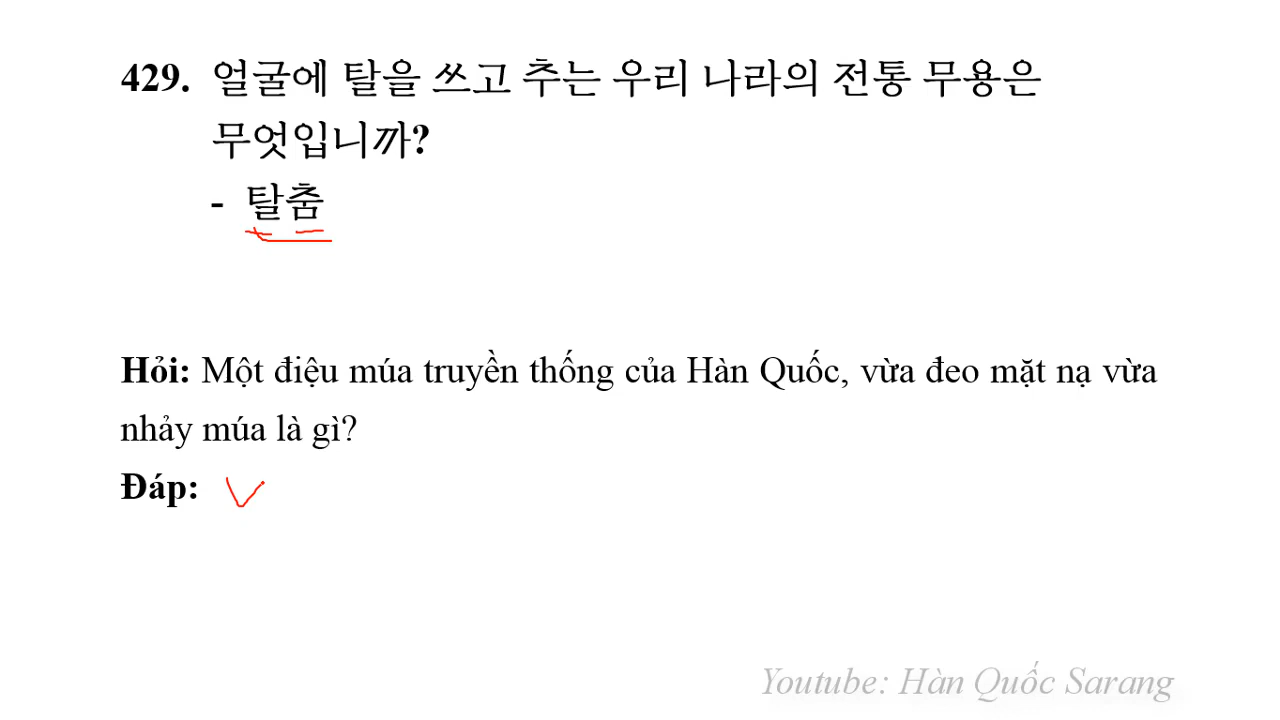 429. 얼굴에 탈을 쓰고 추는 우리 나라의 전통 무용은
무엇입니까?
- 탈춤
Hỏi: Một điệu múa truyền thống của Hàn Quốc, vừa đeo mặt nạ vừa
nhảy múa là gì?
Đáp:
Youtube: Hàn Quốc Sarang